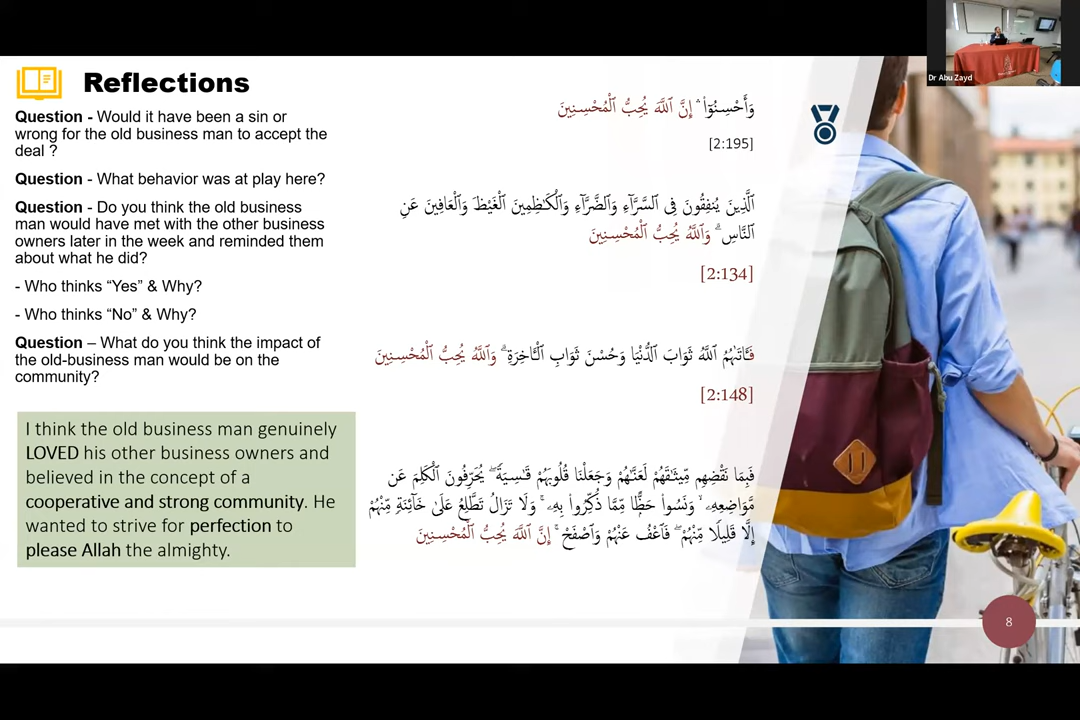 Dr Abu Zayd
Reflections
Question - Would it have been a sin or
wrong for the old business man to accept the
deal ?
Question - What behavior was at play here?
Question - Do you think the old business
man would have met with the other business
owners later in the week and reminded them
about what he did?
- Who thinks “Yes” & Why?
- Who thinks “No” & Why?
Question – What do you think the impact of
the old-business man would be on the
community?
I think the old business man genuinely
LOVED his other business owners and
believed in the concept of a
cooperative and strong community. He
wanted to strive for perfection to
please Allah the almighty.
وَأَحْسِنُوٓا۟ ۛ إِنَّ ٱللَّهَ يُحِبُّ ٱلْمُحْسِنِينَ
[2:195]
ٱلَّذِينَ يُنفِقُونَ فِى ٱلسَّرَّآءِ وَٱلضَّرَّآءِ وَٱلْكَـٰظِمِينَ ٱلْغَيْظَ وَٱلْعَافِينَ عَنِ
ٱلنَّاسِ ۗ وَٱللَّهُ يُحِبُّ ٱلْمُحْسِنِينَ
[2:134]
فَـَٔاتَىٰهُمُ ٱللَّهُ ثَوَابَ ٱلدُّنْيَا وَحُسْنَ ثَوَابِ ٱلْـَٔاخِرَةِ ۗ وَٱللَّهُ يُحِبُّ ٱلْمُحْسِنِينَ
[2:148]
فَبِمَا نَقْضِهِم مِّيثَـٰقَهُمْ لَعَنَّـٰهُمْ وَجَعَلْنَا قُلُوبَهُمْ قَـٰسِيَةً ۖ يُحَرِّفُونَ ٱلْكَلِمَ عَن
مَّوَاضِعِهِۦ ۙ وَنَسُوا۟ حَظًّا مِّمَّا ذُكِّرُوا۟ بِهِۦ ۚ وَلَا تَزَالُ تَطَّلِعُ عَلَىٰ خَآئِنَةٍ مِّنْهُمْ
إِلَّا قَلِيلًا مِّنْهُمْ ۖ فَٱعْفُ عَنْهُمْ وَٱصْفَحْ ۚ إِنَّ ٱللَّهَ يُحِبُّ ٱلْمُحْسِنِينَ
8